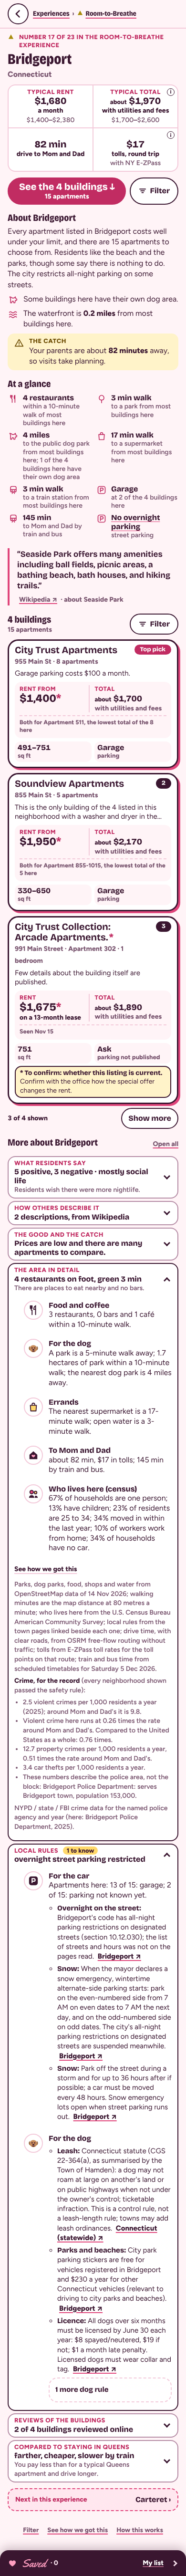 Experiences › ▲ Room-to-Breathe
▲ NUMBER 17 OF 23 IN THE ROOM-TO-BREATHE
EXPERIENCE
Bridgeport
Connecticut
TYPICAL RENT
$1,680
a month
$1,400–$2,380
TYPICAL TOTAL
about $1,970
with utilities and fees
$1,700–$2,600
82 min
drive to Mom and Dad
$17
tolls, round trip
with NY E-ZPass
See the 4 buildings ↓
15 apartments
Filter
About Bridgeport
Every apartment listed in Bridgeport costs well
under your limit, and there are 15 apartments to
choose from. Residents like the beach and the
parks, though some say there is nothing to do.
The city restricts all-night parking on some
streets.
Some buildings here have their own dog area.
The waterfront is 0.2 miles from most
buildings here.
THE CATCH
Your parents are about 82 minutes away,
so visits take planning.
At a glance
4 restaurants
within a 10-minute
walk of most
buildings here
3 min walk
to a park from most
buildings here
4 miles
to the public dog park
from most buildings
here; 1 of the 4
buildings here have
their own dog area
17 min walk
to a supermarket
from most buildings
here
3 min walk
to a train station from
most buildings here
Garage
at 2 of the 4 buildings
here
145 min
to Mom and Dad by
train and bus
No overnight
parking
street parking
“Seaside Park offers many amenities
including ball fields, picnic areas, a
bathing beach, bath houses, and hiking
trails.”
Wikipedia ↗ · about Seaside Park
4 buildings
15 apartments
Filter
City Trust Apartments
Top pick
955 Main St · 8 apartments
Garage parking costs $100 a month.
RENT FROM
$1,400*
TOTAL
about $1,700
with utilities and fees
Both for Apartment 511, the lowest total of the 8
here
491–751
sq ft
Garage
parking
Soundview Apartments
2
855 Main St · 5 apartments
This is the only building of the 4 listed in this
neighborhood with a washer and dryer in the…
RENT FROM
$1,950*
TOTAL
about $2,170
with utilities and fees
Both for Apartment 855-1015, the lowest total of the
5 here
330–650
sq ft
Garage
parking
City Trust Collection:
Arcade Apartments.*
3
991 Main Street · Apartment 302 · 1
bedroom
Few details about the building itself are
published.
RENT
$1,675*
on a 13-month lease
TOTAL
about $1,890
with utilities and fees
Seen Nov 15
751
sq ft
Ask
parking not published
* To confirm: whether this listing is current.
Confirm with the office how the special offer
changes the rent.
3 of 4 shown
Show more
More about Bridgeport
Open all
WHAT RESIDENTS SAY
5 positive, 3 negative · mostly social
life
Residents wish there were more nightlife.
HOW OTHERS DESCRIBE IT
2 descriptions, from Wikipedia
THE GOOD AND THE CATCH
Prices are low and there are many
apartments to compare.
THE AREA IN DETAIL
4 restaurants on foot, green 3 min
There are places to eat nearby and no bars.
Food and coffee
3 restaurants, 0 bars and 1 café
within a 10-minute walk.
For the dog
A park is a 5-minute walk away; 1.7
hectares of park within a 10-minute
walk; the nearest dog park is 4 miles
away.
Errands
The nearest supermarket is a 17-
minute walk; open water is a 3-
minute walk.
To Mom and Dad
about 82 min, $17 in tolls; 145 min
by train and bus.
Who lives here (census)
67% of households are one person;
13% have children; 23% of residents
are 25 to 34; 34% moved in within
the last year; 10% of workers work
from home; 34% of households
have no car.
See how we got this
Parks, dog parks, food, shops and water from
OpenStreetMap data of 14 Nov 2026; walking
minutes are the map distance at 80 metres a
minute; who lives here from the U.S. Census Bureau
American Community Survey; local rules from the
town pages linked beside each one; drive time, with
clear roads, from OSRM free-flow routing without
traffic; tolls from E-ZPass toll rates for the toll
points on that route; train and bus time from
scheduled timetables for Saturday 5 Dec 2026.
Crime, for the record (every neighborhood shown
passed the safety rule):
• 2.5 violent crimes per 1,000 residents a year
(2025); around Mom and Dad's it is 9.8.
• Violent crime here runs at 0.26 times the rate
around Mom and Dad's. Compared to the United
States as a whole: 0.76 times.
• 12.7 property crimes per 1,000 residents a year,
0.51 times the rate around Mom and Dad's.
• 3.4 car thefts per 1,000 residents a year.
• These numbers describe the police area, not the
block: Bridgeport Police Department: serves
Bridgeport town, population 153,000.
NYPD / state / FBI crime data for the named police
agency and year (here: Bridgeport Police
Department, 2025).
LOCAL RULES 1 to know
overnight street parking restricted
For the car
Apartments here: 13 of 15: garage; 2
of 15: parking not known yet.
Overnight on the street:
Bridgeport's code has all-night
parking restrictions on designated
streets (section 10.12.030); the list
of streets and hours was not on the
pages read. Bridgeport ↗
Snow: When the mayor declares a
snow emergency, wintertime
alternate-side parking starts: park
on the even-numbered side from 7
AM on even dates to 7 AM the next
day, and on the odd-numbered side
on odd dates. The city's all-night
parking restrictions on designated
streets are suspended meanwhile.
Bridgeport ↗
Snow: Park off the street during a
storm and for up to 36 hours after if
possible; a car must be moved
every 48 hours. Snow emergency
lots open when street parking runs
out. Bridgeport ↗
For the dog
Leash: Connecticut statute (CGS
22-364(a), as summarised by the
Town of Hamden): a dog may not
roam at large on another's land or
on public highways when not under
the owner's control; ticketable
infraction. This is a control rule, not
a leash-length rule; towns may add
leash ordinances. Connecticut
(statewide) ↗
Parks and beaches: City park
parking stickers are free for
vehicles registered in Bridgeport
and $230 a year for other
Connecticut vehicles (relevant to
driving to city parks and beaches).
Bridgeport ↗
Licence: All dogs over six months
must be licensed by June 30 each
year: $8 spayed/neutered, $19 if
not; $1 a month late penalty.
Licensed dogs must wear collar and
tag. Bridgeport ↗
1 more dog rule
REVIEWS OF THE BUILDINGS
2 of 4 buildings reviewed online
COMPARED TO STAYING IN QUEENS
farther, cheaper, slower by train
You pay less than for a typical Queens
apartment and drive longer.
Next in this experience
Carteret ›
Filter See how we got this How this works
Saved · 0
My list